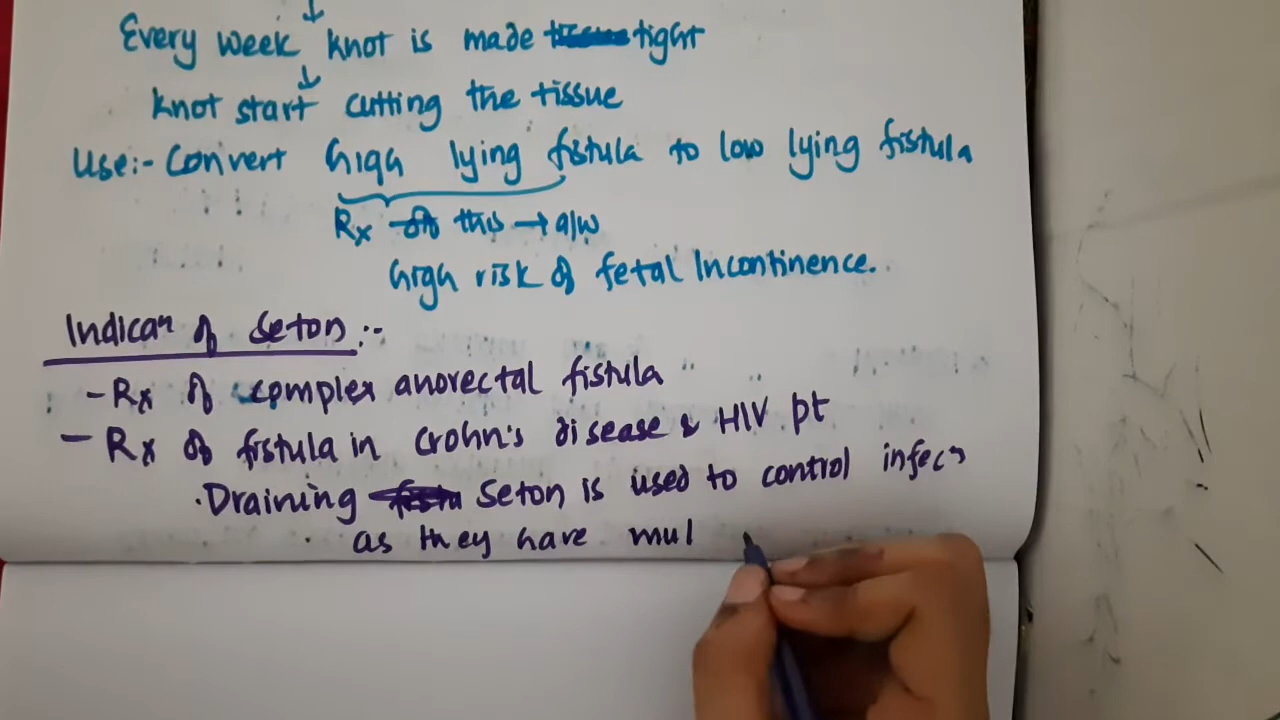 ↓
Every week knot is made tight
↓
knot start cutting the tissue
Use:- Convert high lying fistula to low lying fistula
Rx of this → a/w
high risk of fetal Incontinence.
Indicaⁿ of Seton :-
- Rx of complex anorectal fistula
- Rx of fistula in Crohn's disease & HIV pt
. Draining Seton is used to control infecⁿ
as they have mul